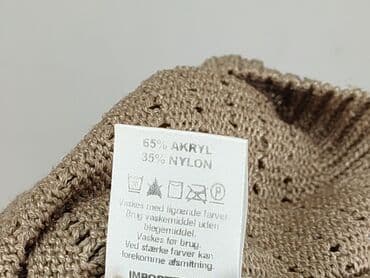 65% AKRYL
35% NYLON
Vaskes med lignende farver
Brug vaskemiddel uden
blegemiddel.
Vaskes før brug.
Ved stærke farver kan
forekomme afsmitning.